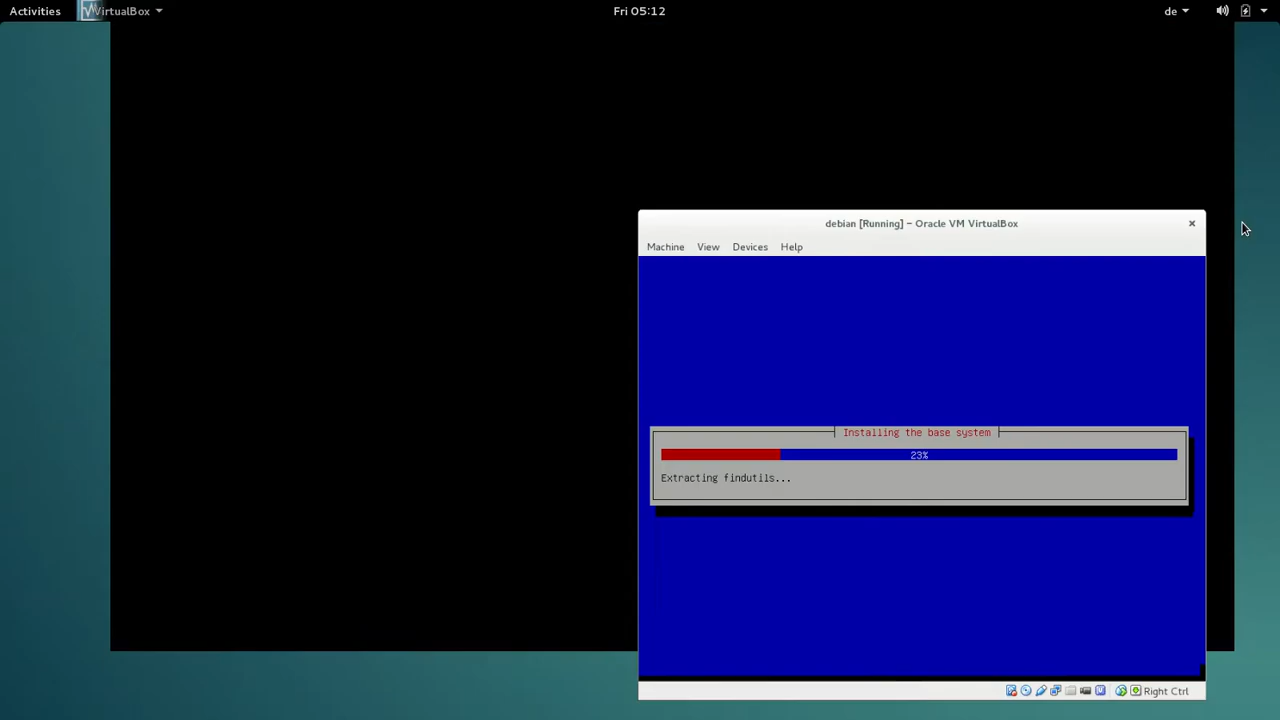 Activities VirtualBox Fri 05:12 de
debian [Running] – Oracle VM VirtualBox
Machine View Devices Help
Installing the base system
23%
Extracting findutils...
Right Ctrl